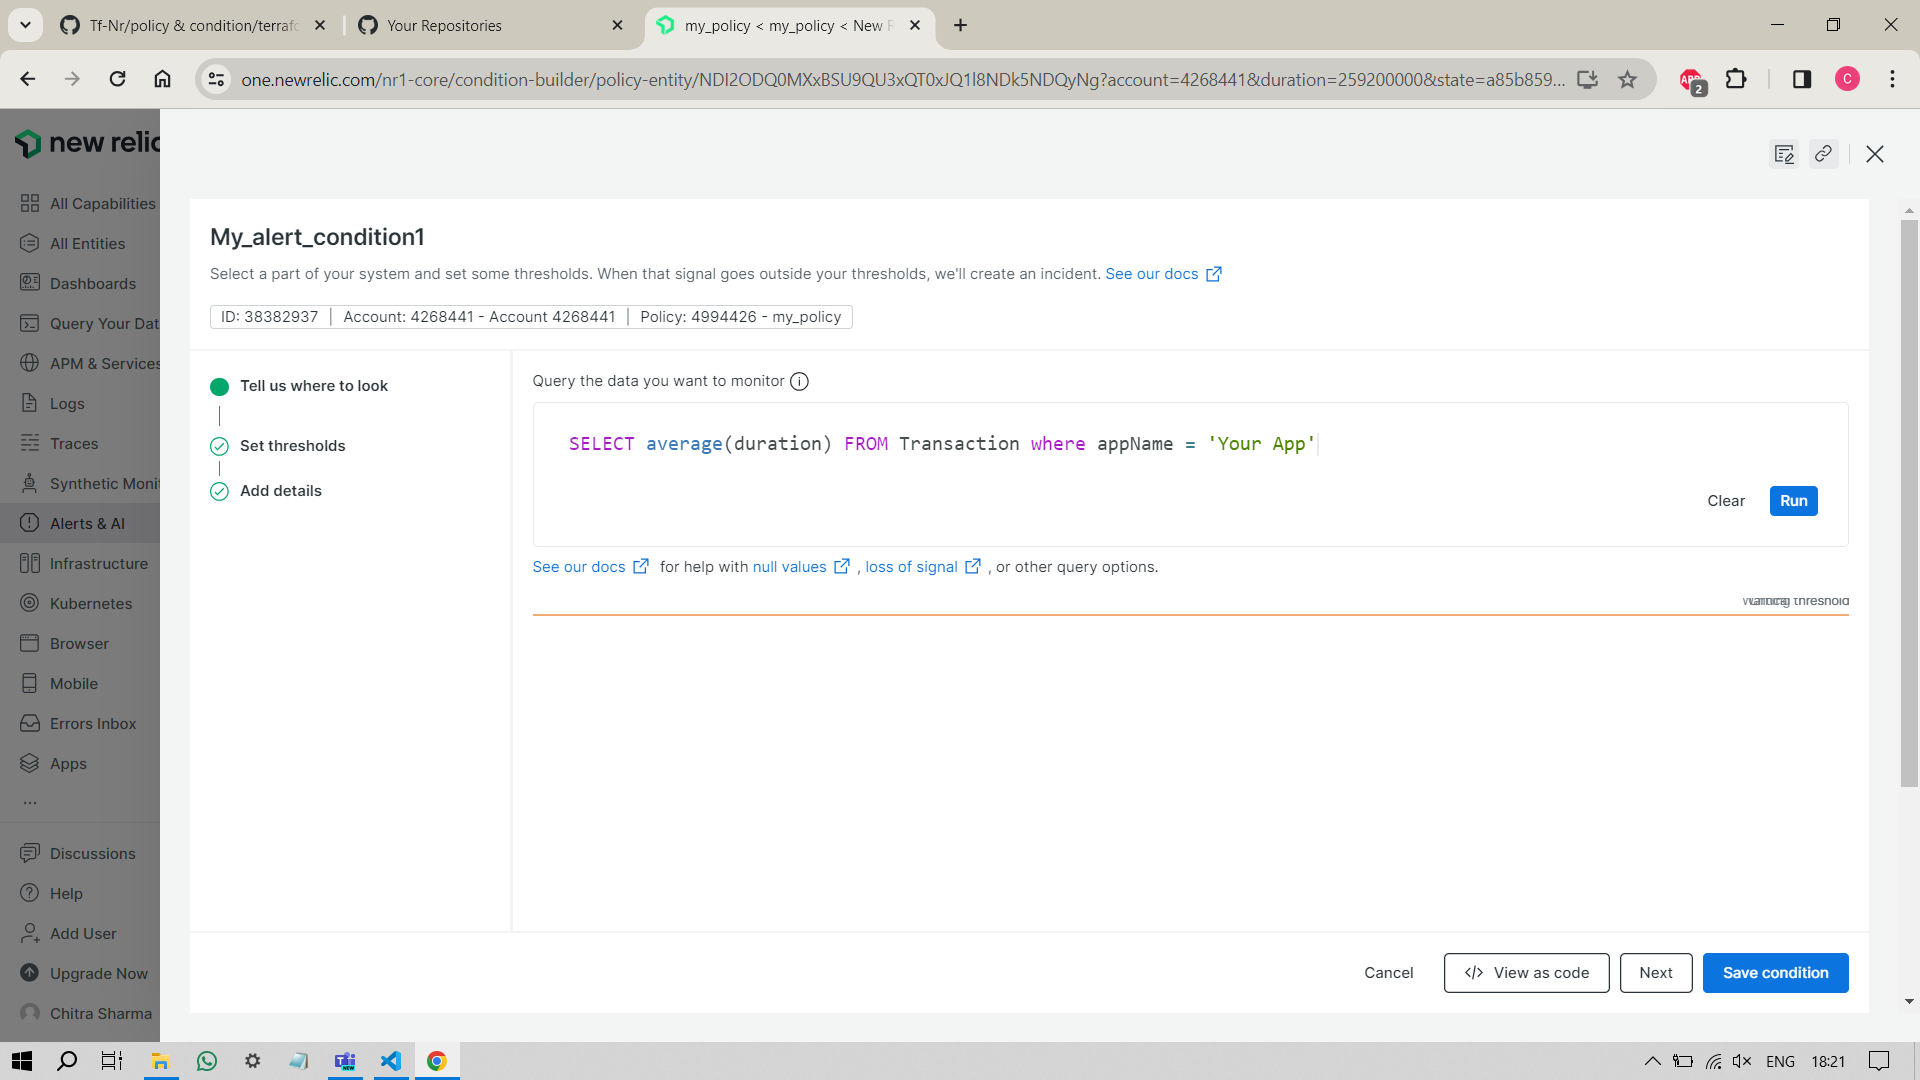 Tf-Nr/policy & condition/terrafo
Your Repositories
my_policy < my_policy < New R
one.newrelic.com/nr1-core/condition-builder/policy-entity/NDI2ODQ0MXxBSU9QU3xQT0xJQ1l8NDk5NDQyNg?account=4268441&duration=259200000&state=a85b859...
ABP
2
C
new relic
All Capabilities
All Entities
Dashboards
Query Your Dat
APM & Services
Logs
Traces
Synthetic Monit
Alerts & AI
Infrastructure
Kubernetes
Browser
Mobile
Errors Inbox
Apps
...
Discussions
Help
Add User
Upgrade Now
Chitra Sharma
My_alert_condition1
Select a part of your system and set some thresholds. When that signal goes outside your thresholds, we'll create an incident. See our docs
ID: 38382937 | Account: 4268441 - Account 4268441 | Policy: 4994426 - my_policy
Tell us where to look
Set thresholds
Add details
Query the data you want to monitor
SELECT average(duration) FROM Transaction where appName = 'Your App'
Clear
Run
See our docs for help with null values , loss of signal , or other query options.
threshold
Cancel
</> View as code
Next
Save condition
NEW
ENG
18:21